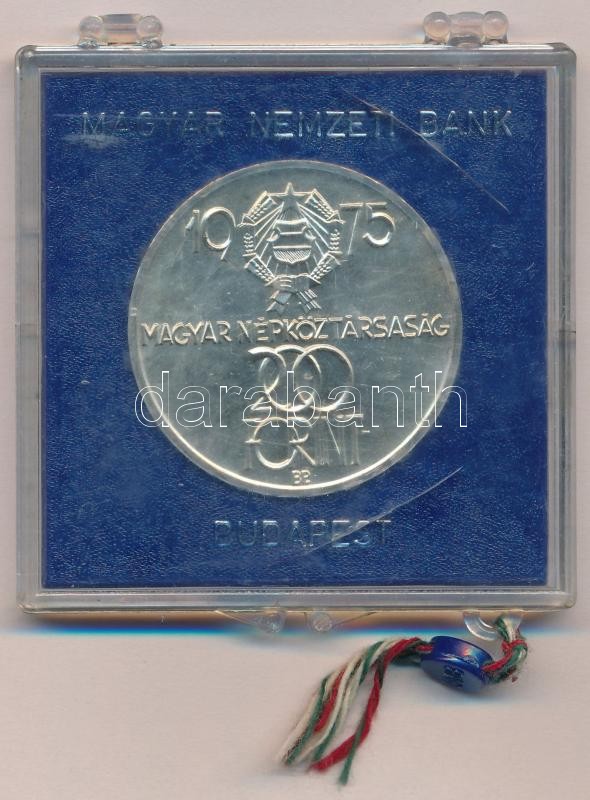 MAGYAR NEMZETI BANK
1975
MAGYAR NÉPKÖZTÁRSASÁG
200
FORINT
BP.
BUDAPEST
darabanth